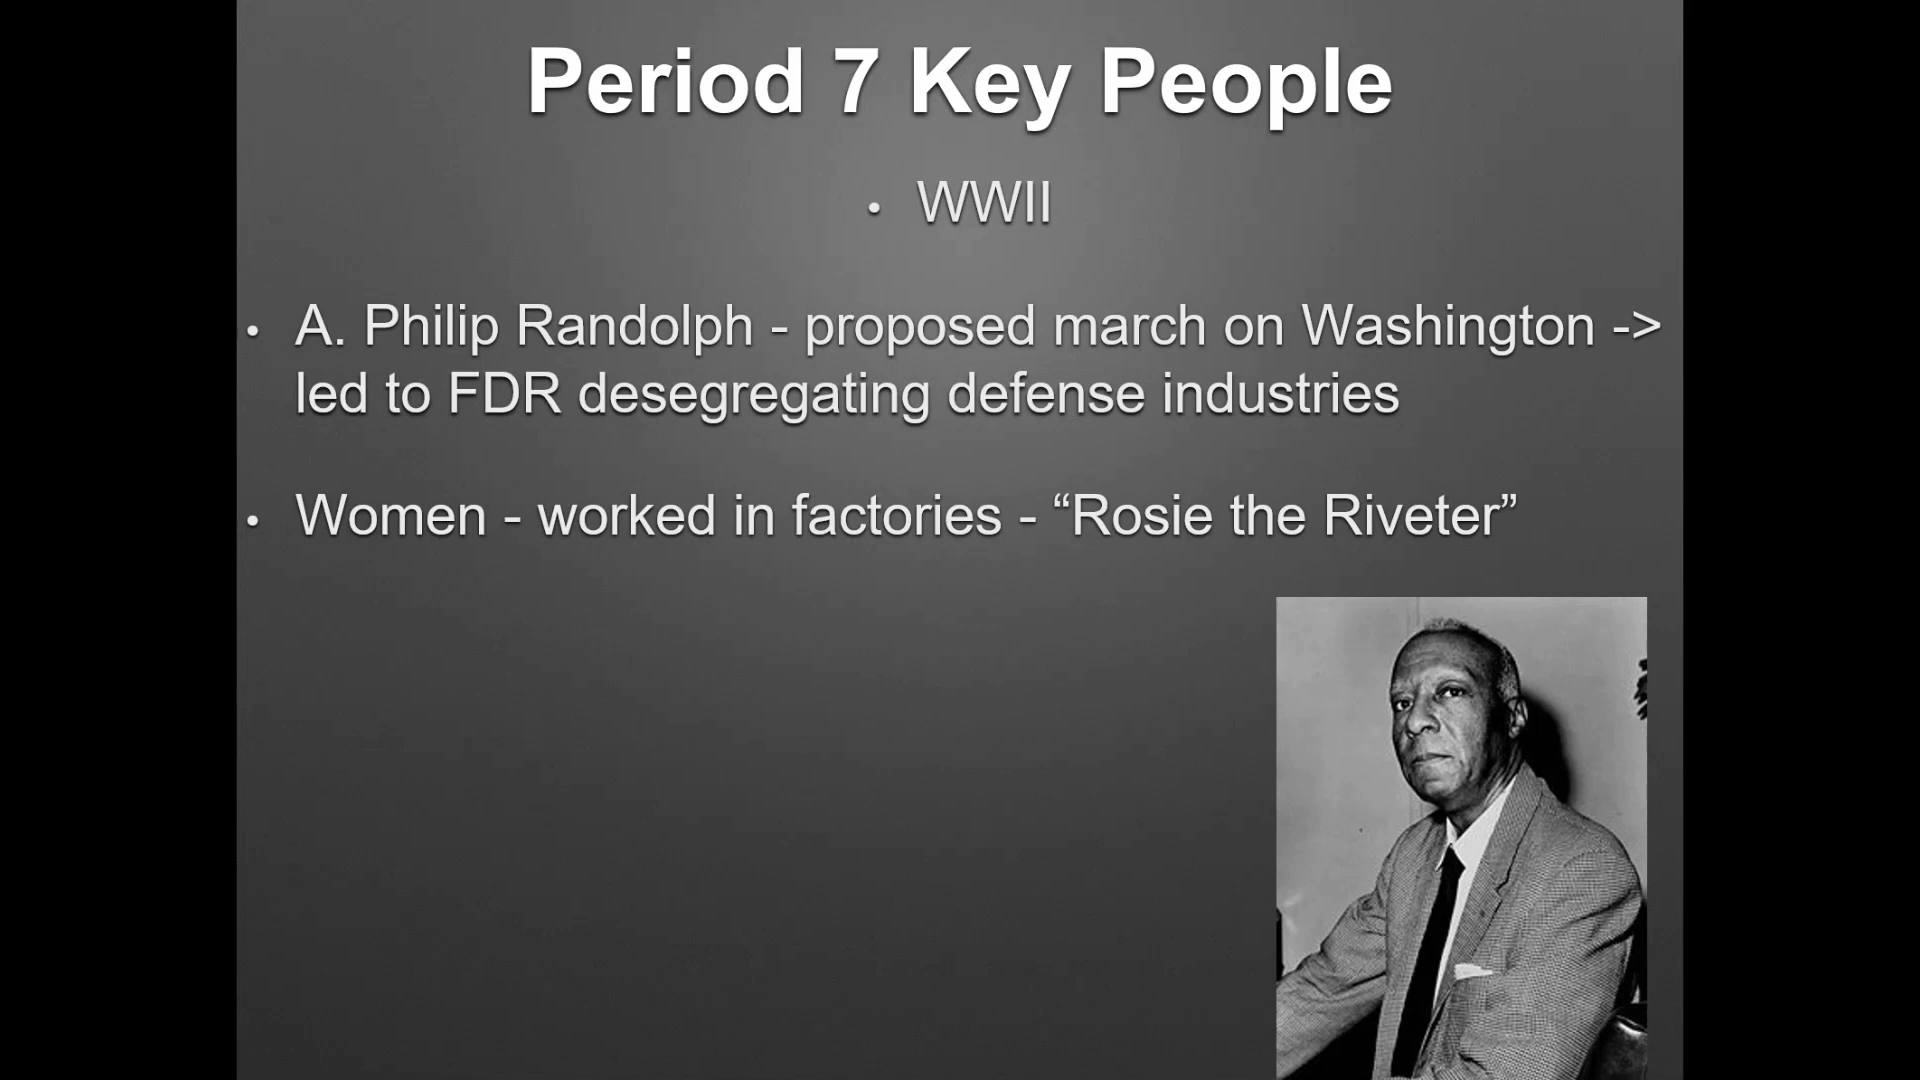 Period 7 Key People
• WWII
• A. Philip Randolph - proposed march on Washington ->
led to FDR desegregating defense industries
• Women - worked in factories - “Rosie the Riveter”